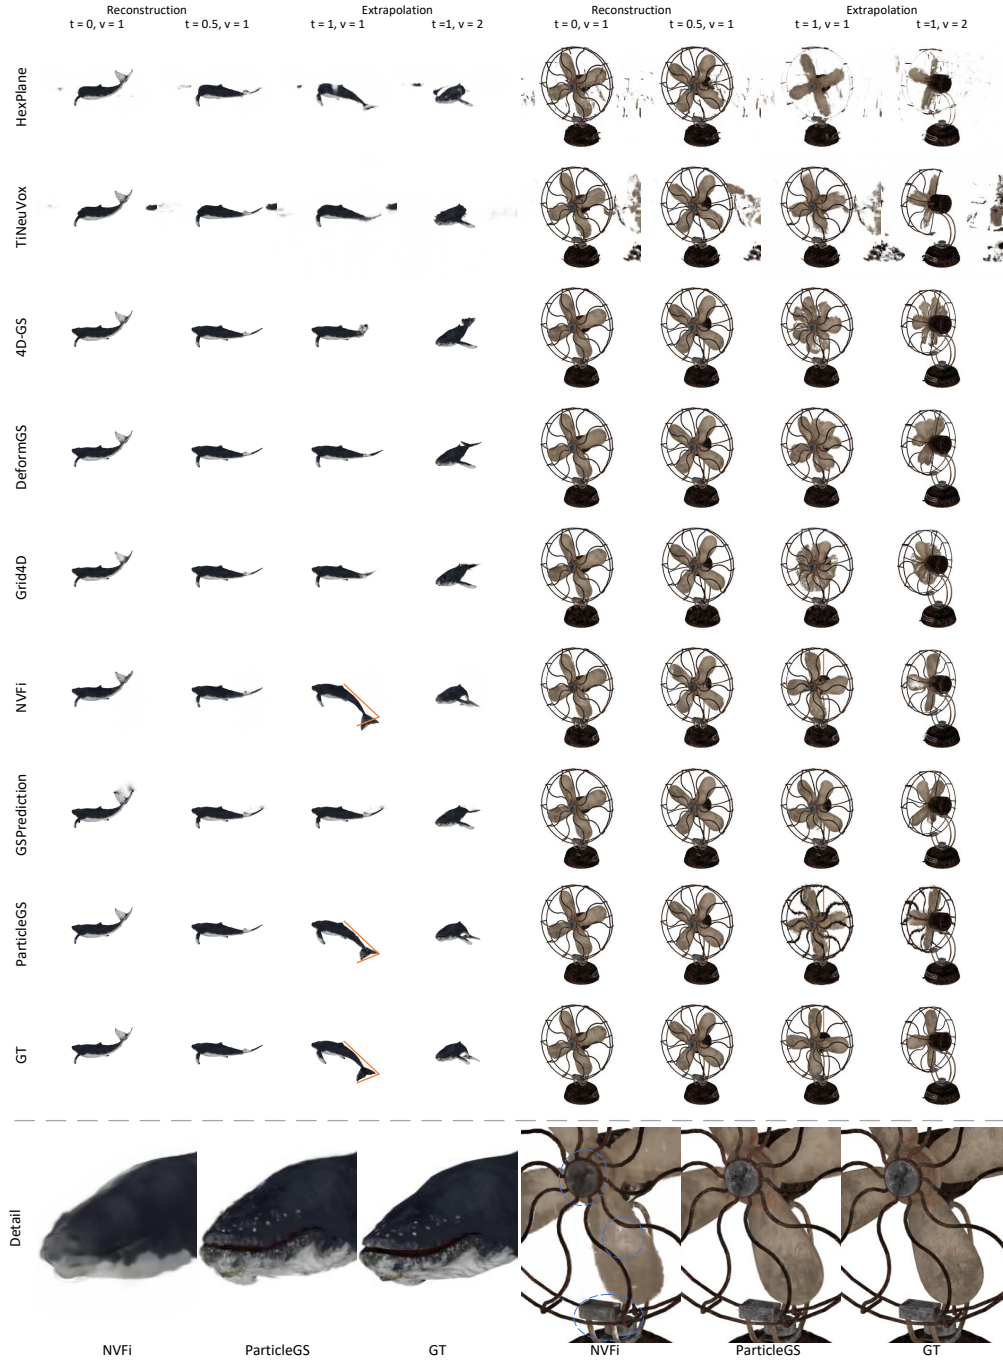 Reconstruction Extrapolation Reconstruction Extrapolation
t = 0, v = 1 t = 0.5, v = 1 t = 1, v = 1 t =1, v = 2 t = 0, v = 1 t = 0.5, v = 1 t = 1, v = 1 t =1, v = 2
HexPlane
TiNeuVox
4D-GS
DeformGS
Grid4D
NVFi
GSPrediction
ParticleGS
GT
Detail
NVFi ParticleGS GT NVFi ParticleGS GT